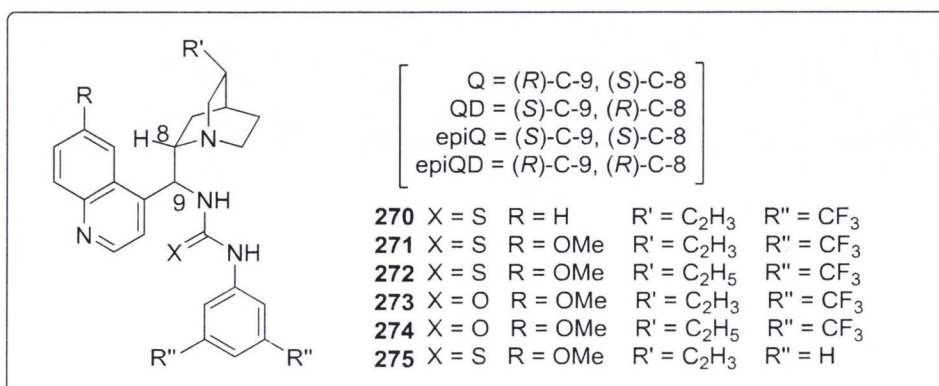 R'
R
H 8 N
9 NH
N X NH
R" R"
Q = (R)-C-9, (S)-C-8
QD = (S)-C-9, (R)-C-8
epiQ = (S)-C-9, (S)-C-8
epiQD = (R)-C-9, (R)-C-8
270 X = S R = H R' = C₂H₃ R" = CF₃
271 X = S R = OMe R' = C₂H₃ R" = CF₃
272 X = S R = OMe R' = C₂H₅ R" = CF₃
273 X = O R = OMe R' = C₂H₃ R" = CF₃
274 X = O R = OMe R' = C₂H₅ R" = CF₃
275 X = S R = OMe R' = C₂H₃ R" = H